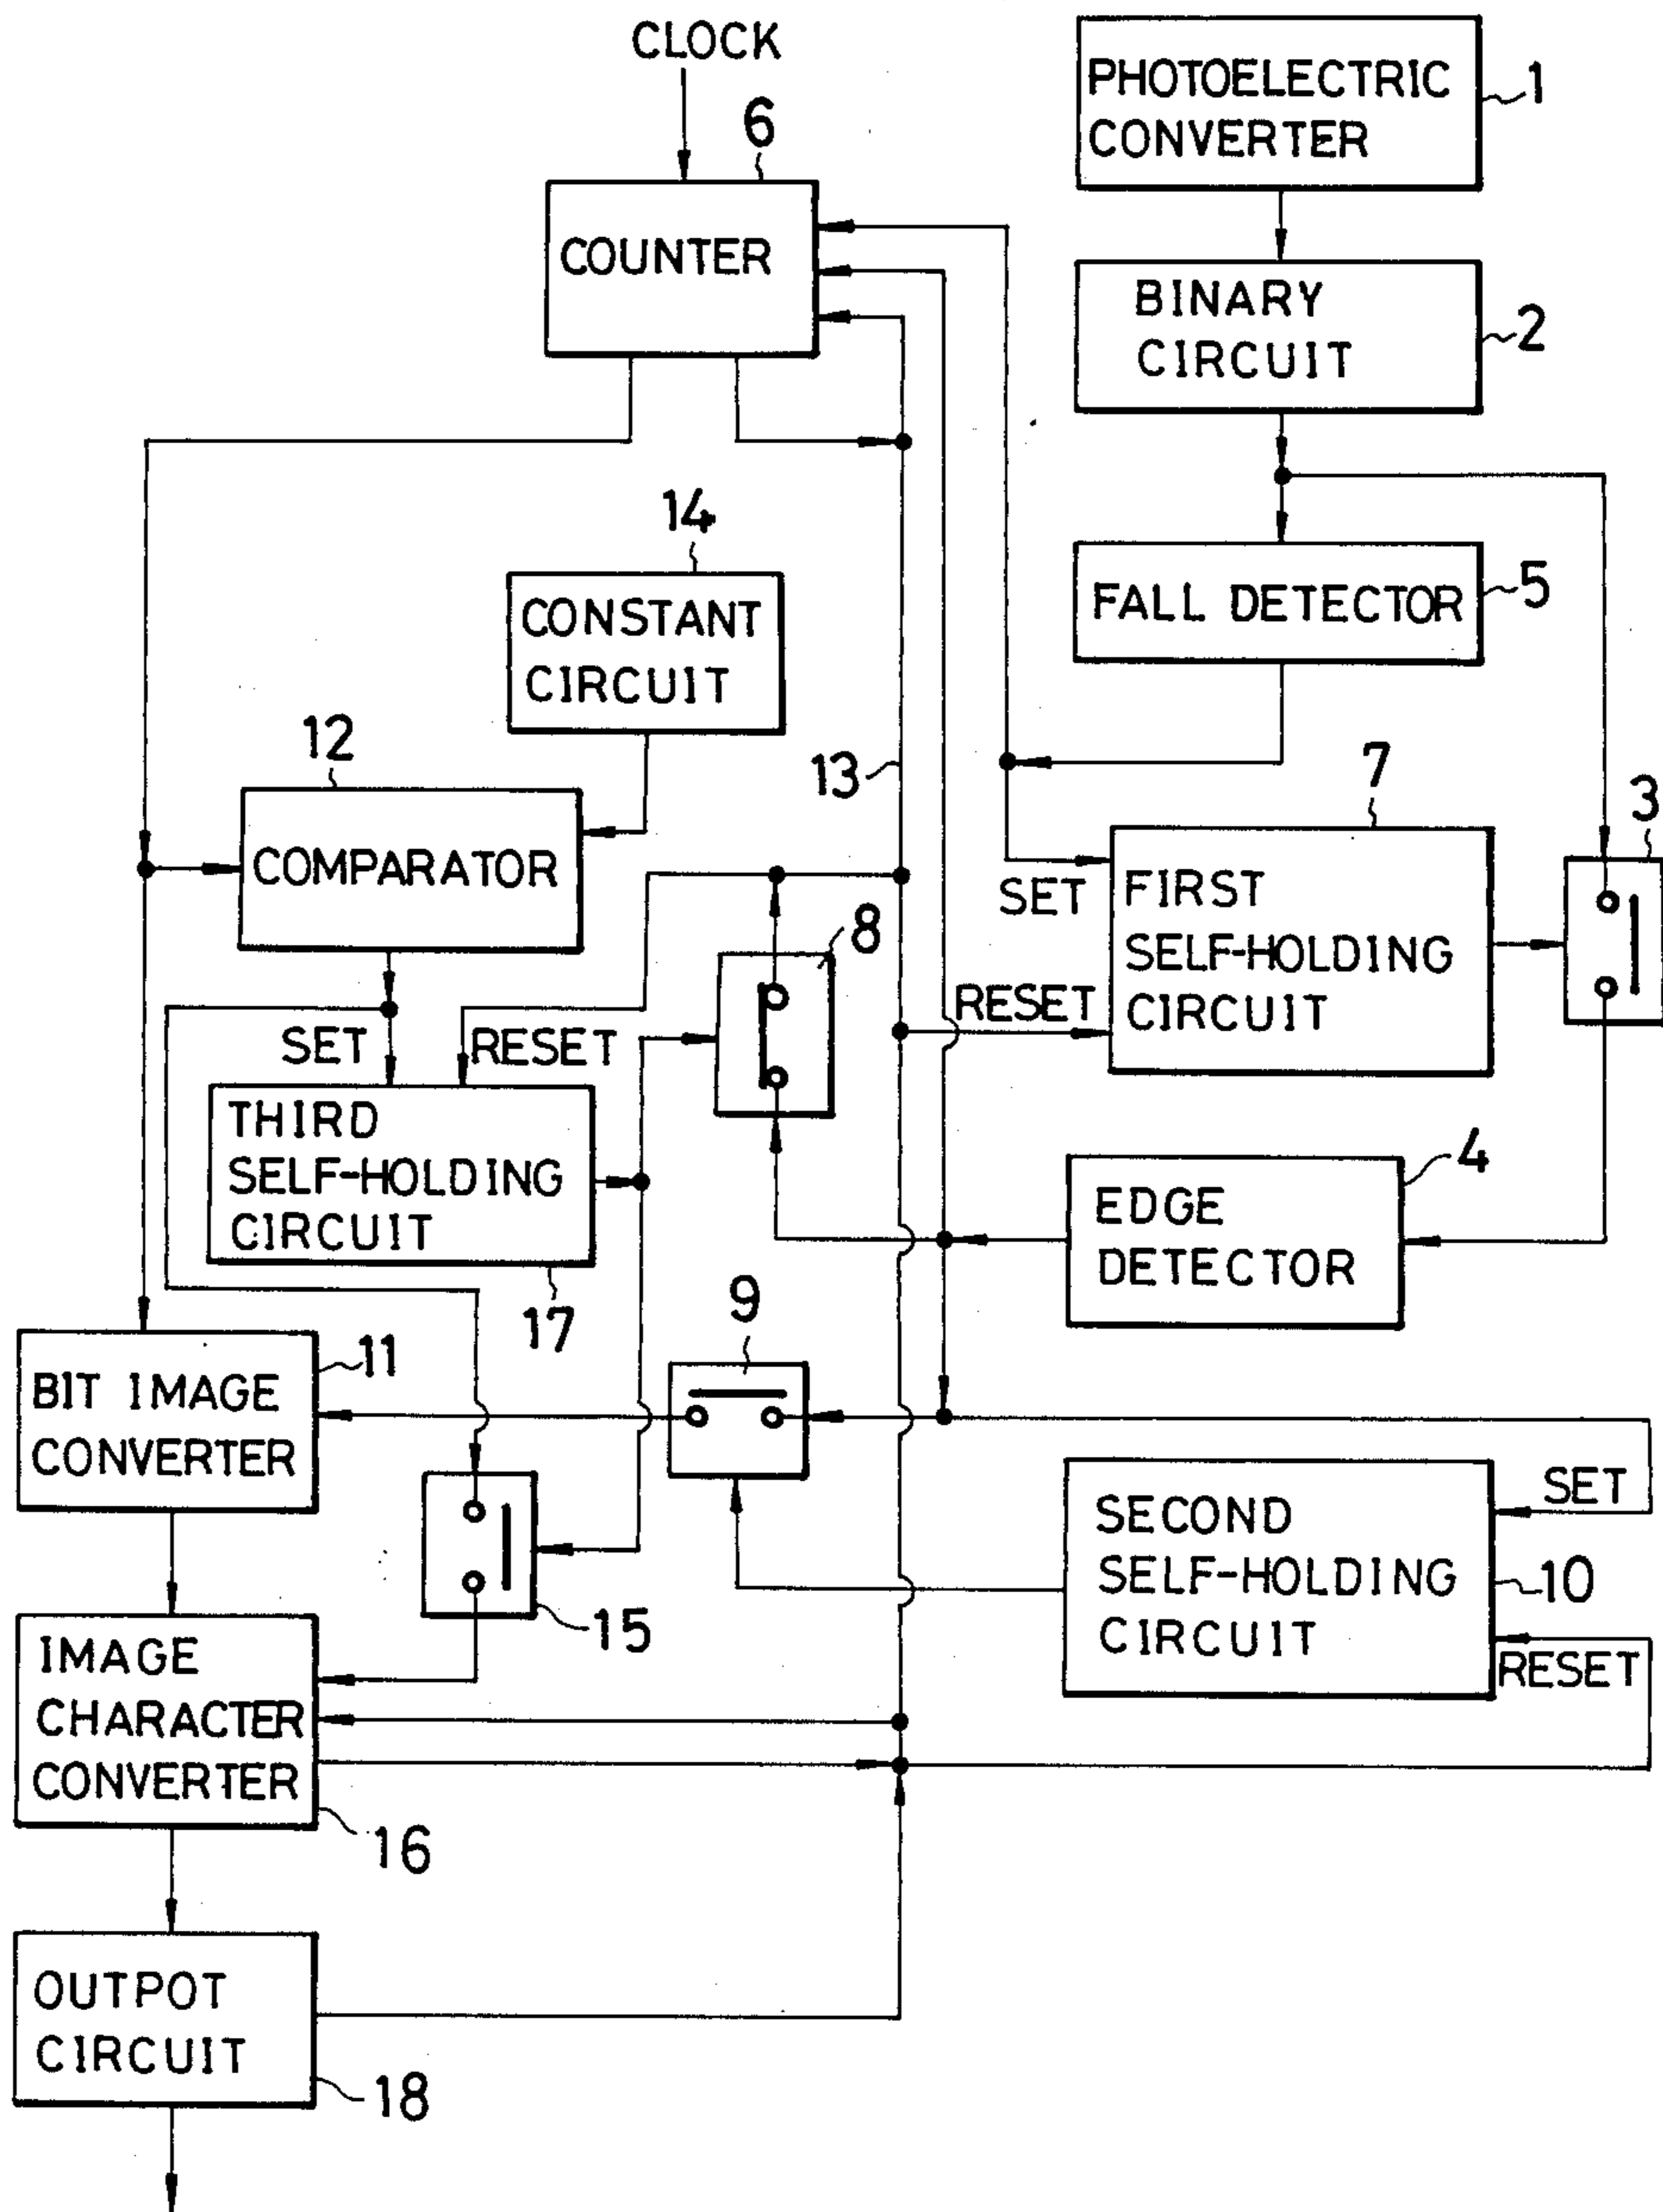 CLOCK
6
COUNTER
PHOTOELECTRIC
CONVERTER
1
BINARY
CIRCUIT
2
14
CONSTANT
CIRCUIT
FALL DETECTOR
5
12
COMPARATOR
13
7
FIRST
SELF-HOLDING
CIRCUIT
SET
RESET
3
8
SET
RESET
THIRD
SELF-HOLDING
CIRCUIT
17
EDGE
DETECTOR
4
9
BIT IMAGE
CONVERTER
11
15
SECOND
SELF-HOLDING
CIRCUIT
SET
10
RESET
IMAGE
CHARACTER
CONVERTER
16
OUTPOT
CIRCUIT
18